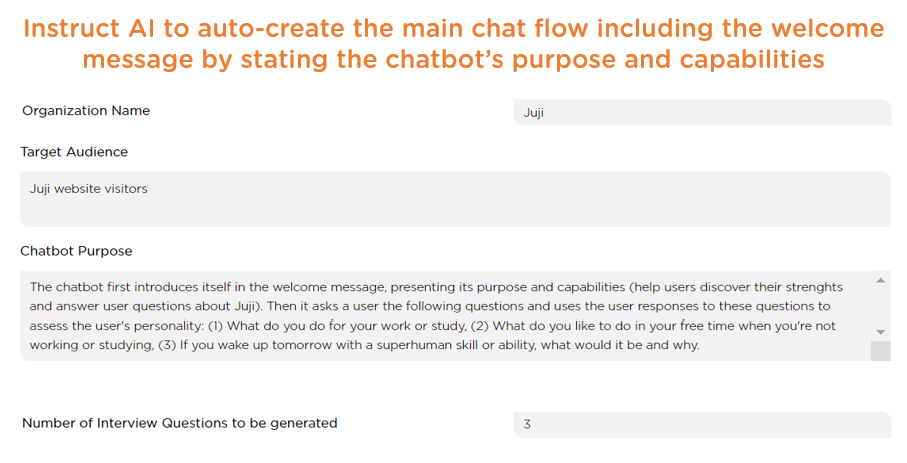 Instruct AI to auto-create the main chat flow including the welcome
message by stating the chatbot's purpose and capabilities
Organization Name
Juji
Target Audience
Juji website visitors
Chatbot Purpose
The chatbot first introduces itself in the welcome message, presenting its purpose and capabilities (help users discover their strenghts
and answer user questions about Juji). Then it asks a user the following questions and uses the user responses to these questions to
assess the user's personality: (1) What do you do for your work or study, (2) What do you like to do in your free time when you're not
working or studying, (3) If you wake up tomorrow with a superhuman skill or ability, what would it be and why.
Number of Interview Questions to be generated
3